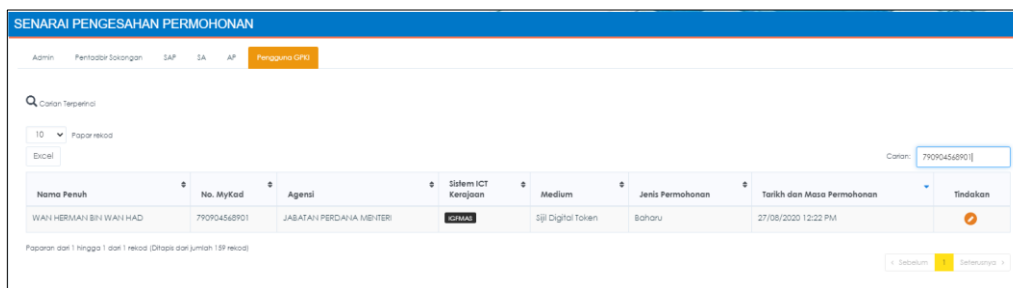 SENARAI PENGESAHAN PERMOHONAN
Admin Pentadbir Sokongan SAP SA AP Pengguna GPKI
Carian Terperinci
10 Papar rekod
Excel Carian: 790904568901
Nama Penuh No. MyKad Agensi Sistem ICT Kerajaan Medium Jenis Permohonan Tarikh dan Masa Permohonan Tindakan
WAN HERMAN BIN WAN HAD 790904568901 JABATAN PERDANA MENTERI IGFMAS Sijil Digital Token Baharu 27/08/2020 12:22 PM
Paparan dari 1 hingga 1 dari 1 rekod (Ditapis dari jumlah 159 rekod)
‹ Sebelum 1 Seterusnya ›